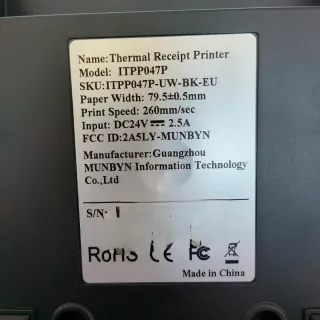 Name:Thermal Receipt Printer
Model: ITPP047P
SKU:ITPP047P-UW-BK-EU
Paper Width: 79.5±0.5mm
Print Speed: 260mm/sec
Input: DC24V⎓2.5A
FCC ID:2A5LY-MUNBYN
Manufacturer:Guangzhou
MUNBYN Information Technology
Co.,Ltd
S/N:
RoHS CE FC
Made in China